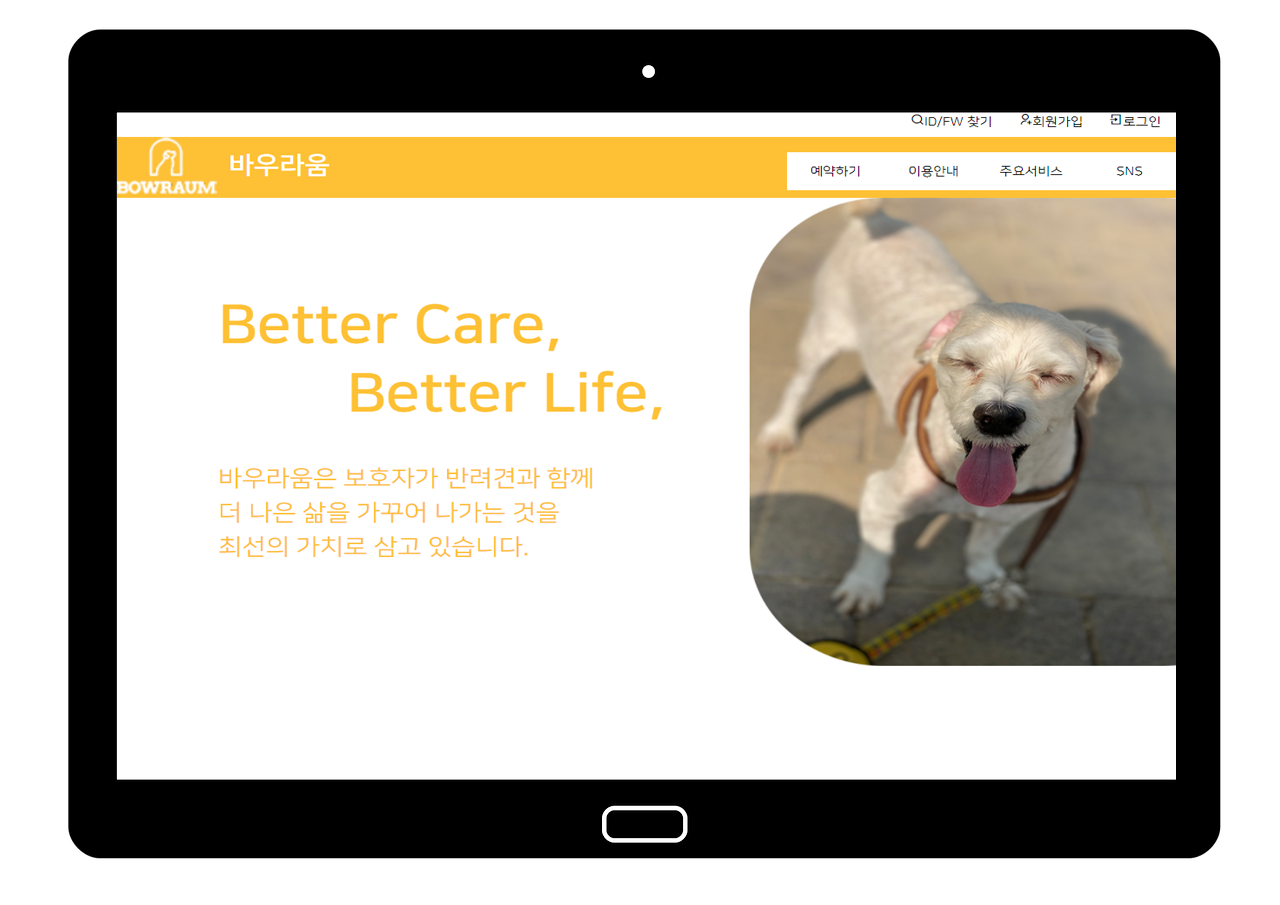 ID/FW 찾기 회원가입 로그인
BOWRAUM 바우라움 예약하기 이용안내 주요서비스 SNS
Better Care,
Better Life,
바우라움은 보호자가 반려견과 함께
더 나은 삶을 가꾸어 나가는 것을
최선의 가치로 삼고 있습니다.